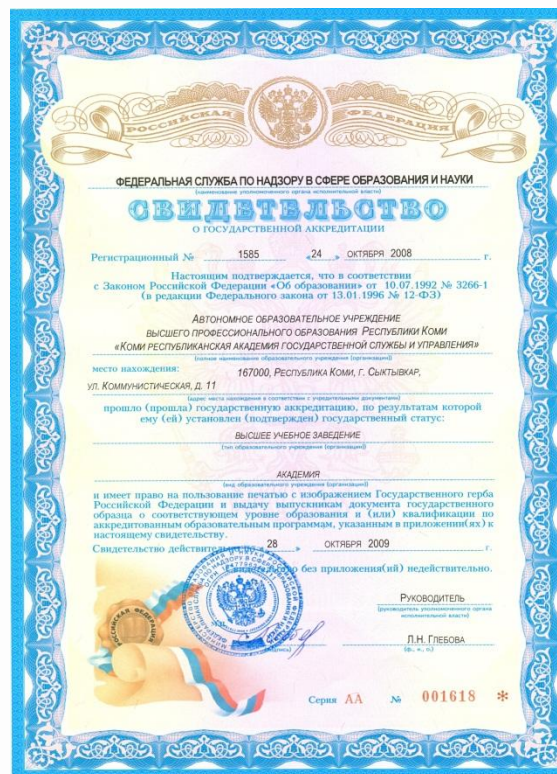 РОССИЙСКАЯ ФЕДЕРАЦИЯ
ФЕДЕРАЛЬНАЯ СЛУЖБА ПО НАДЗОРУ В СФЕРЕ ОБРАЗОВАНИЯ И НАУКИ
(наименование уполномоченного органа исполнительной власти)
СВИДЕТЕЛЬСТВО
О ГОСУДАРСТВЕННОЙ АККРЕДИТАЦИИ
Регистрационный № 1585 «24» ОКТЯБРЯ 2008 г.
Настоящим подтверждается, что в соответствии
с Законом Российской Федерации «Об образовании» от 10.07.1992 № 3266-1
(в редакции Федерального закона от 13.01.1996 № 12-ФЗ)
АВТОНОМНОЕ ОБРАЗОВАТЕЛЬНОЕ УЧРЕЖДЕНИЕ
ВЫСШЕГО ПРОФЕССИОНАЛЬНОГО ОБРАЗОВАНИЯ РЕСПУБЛИКИ КОМИ
«КОМИ РЕСПУБЛИКАНСКАЯ АКАДЕМИЯ ГОСУДАРСТВЕННОЙ СЛУЖБЫ И УПРАВЛЕНИЯ»
(полное наименование образовательного учреждения (организации))
место нахождения: 167000, РЕСПУБЛИКА КОМИ, Г. СЫКТЫВКАР,
УЛ. КОММУНИСТИЧЕСКАЯ, Д. 11
(адрес места нахождения в соответствии с учредительными документами)
прошло (прошла) государственную аккредитацию, по результатам которой
ему (ей) установлен (подтвержден) государственный статус:
ВЫСШЕЕ УЧЕБНОЕ ЗАВЕДЕНИЕ
(тип образовательного учреждения (организации))
АКАДЕМИЯ
(вид образовательного учреждения (организации))
и имеет право на пользование печатью с изображением Государственного герба
Российской Федерации и выдачу выпускникам документа государственного
образца о соответствующем уровне образования и (или) квалификации по
аккредитованным образовательным программам, указанным в приложении(ях) к
настоящему свидетельству.
Свидетельство действительно по «28» ОКТЯБРЯ 2009 г.
Свидетельство без приложения(ий) недействительно.
РУКОВОДИТЕЛЬ
(руководитель уполномоченного органа
исполнительной власти)
(подпись)
Л.Н. ГЛЕБОВА
(ф., и., о.)
РОССИЙСКАЯ ФЕДЕРАЦИЯ
Серия АА № 001618 *